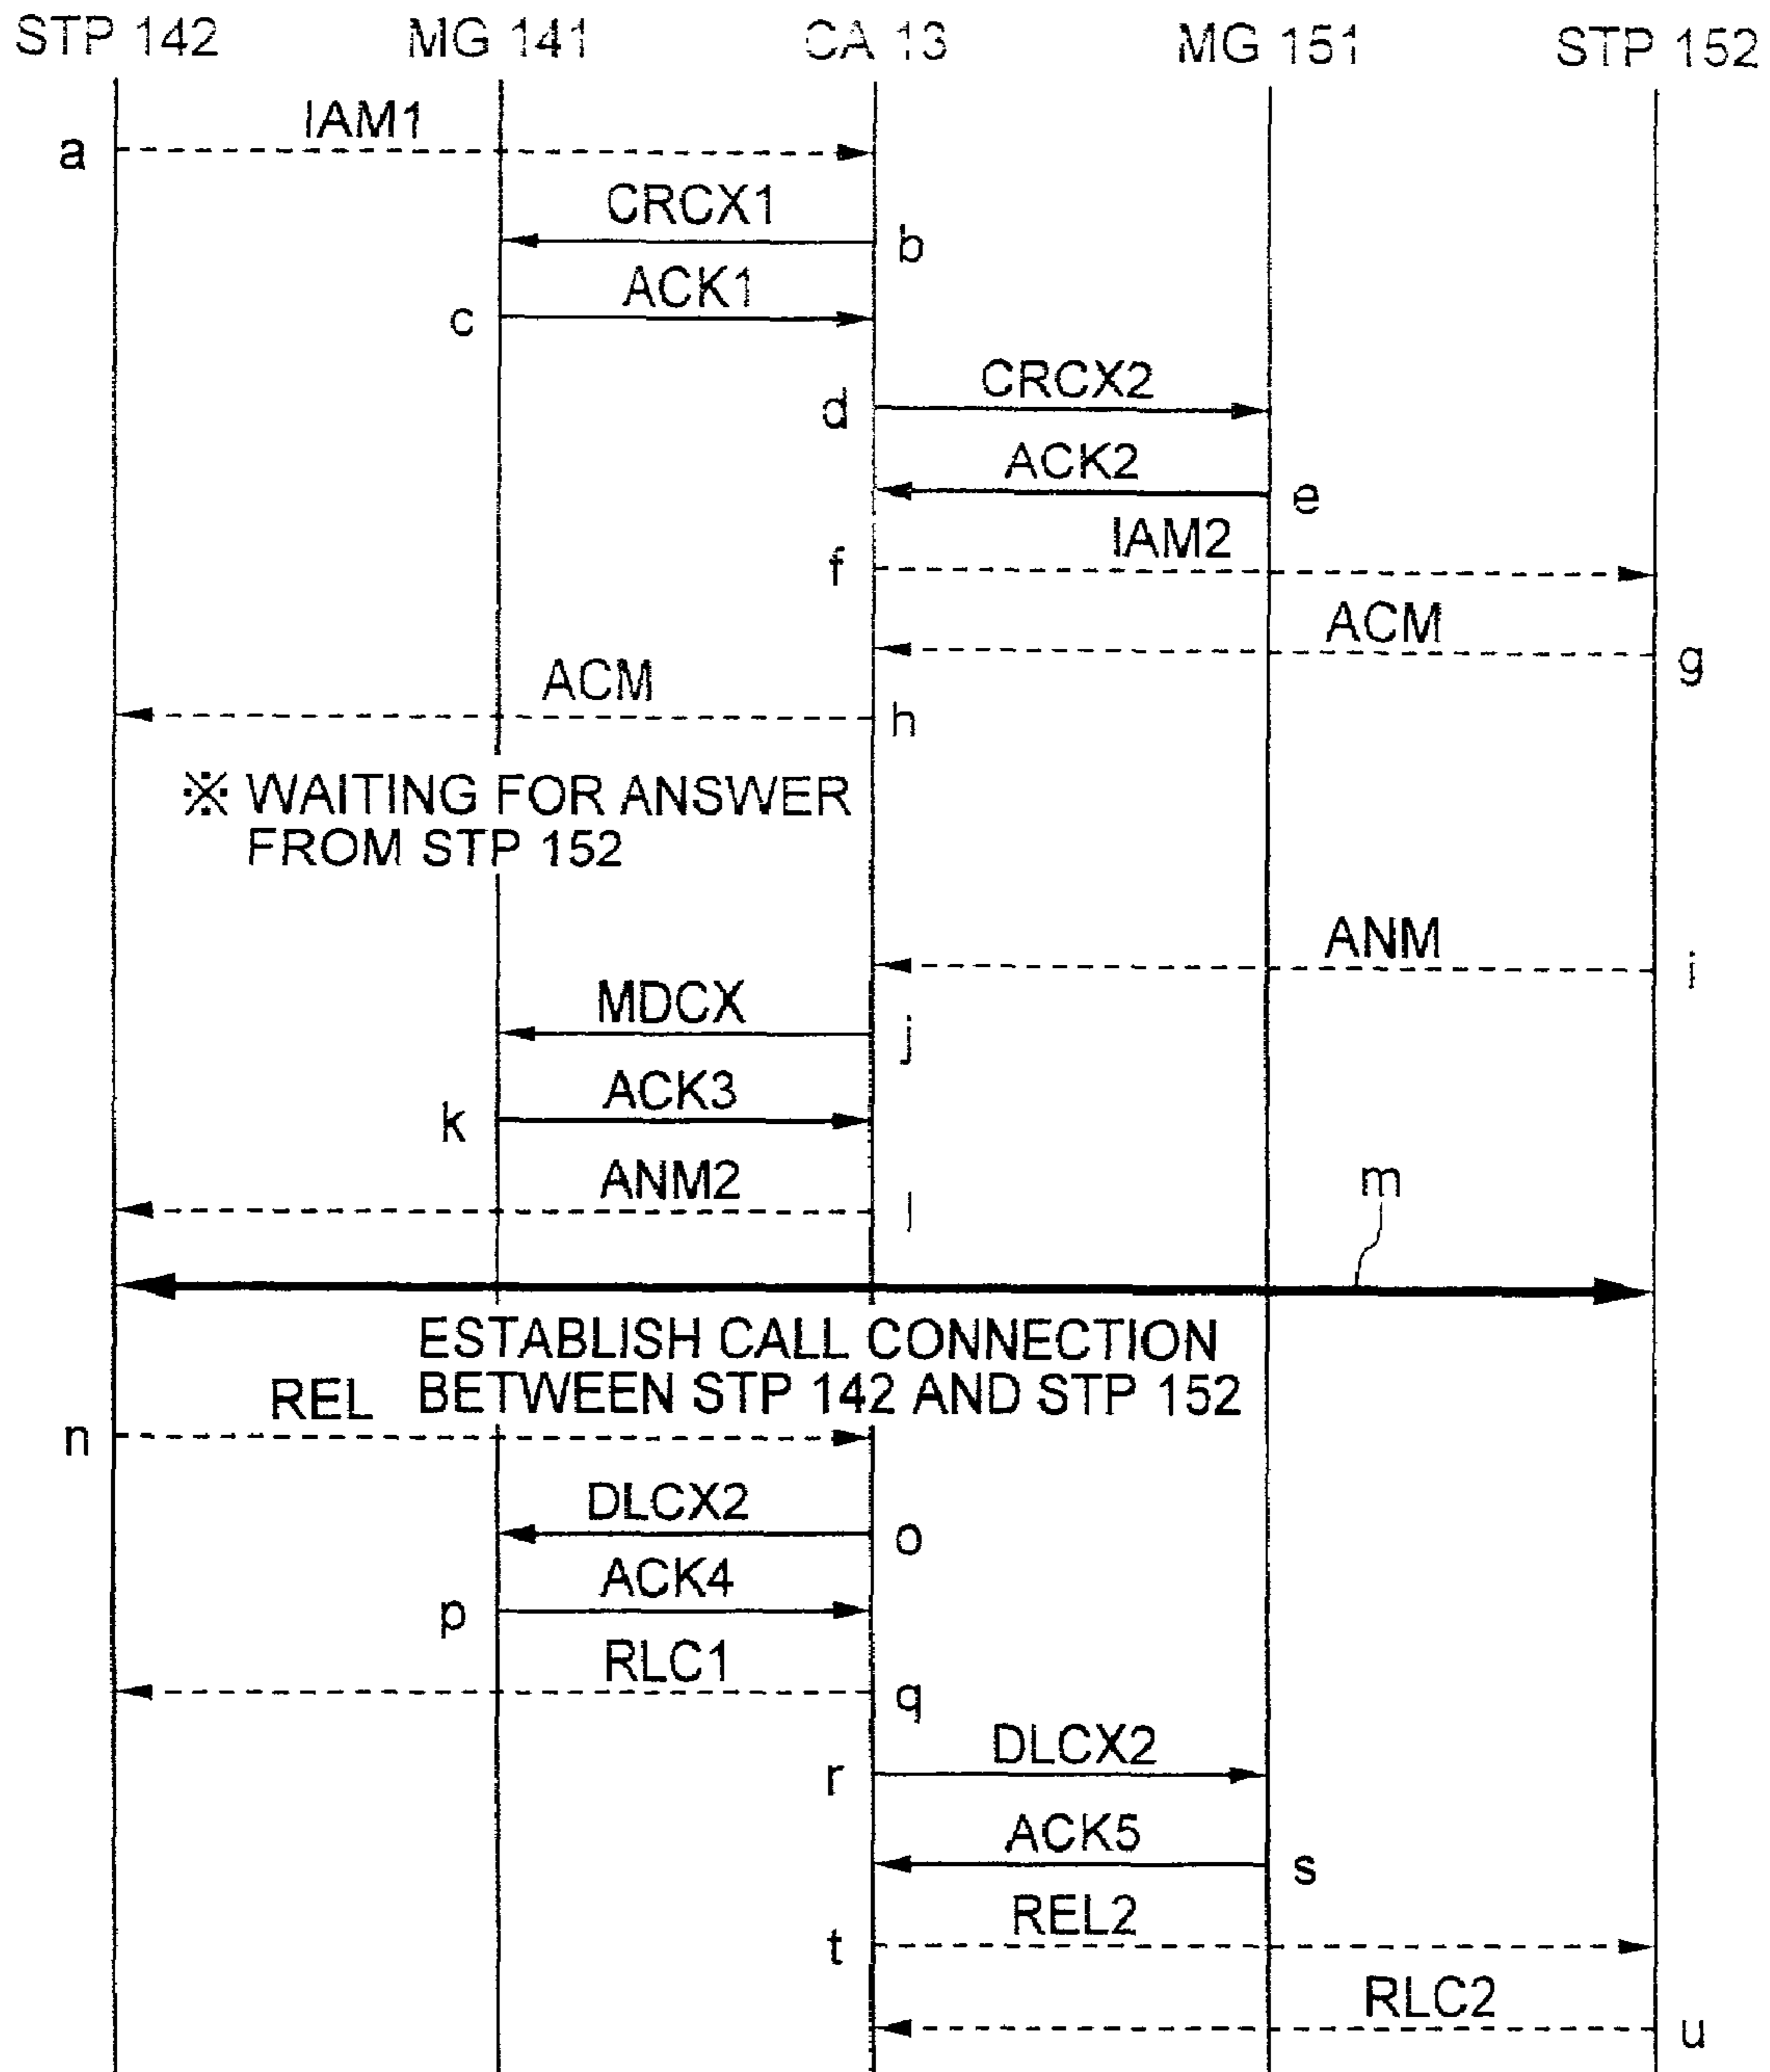 STP 142 MG 141 CA 13 MG 151 STP 152
IAM1
a
CRCX1
b
ACK1
c
CRCX2
d
ACK2
e
IAM2
f
ACM
g
ACM
h
※ WAITING FOR ANSWER
FROM STP 152
ANM
i
MDCX
j
ACK3
k
ANM2
l
m
ESTABLISH CALL CONNECTION
BETWEEN STP 142 AND STP 152
REL
n
DLCX2
o
ACK4
p
RLC1
q
DLCX2
r
ACK5
s
REL2
t
RLC2
u